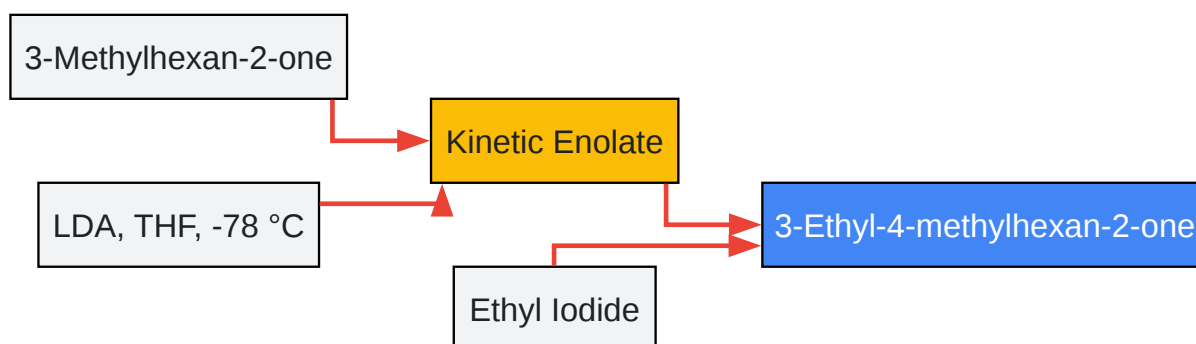 3-Methylhexan-2-one
Kinetic Enolate
LDA, THF, -78 °C
3-Ethyl-4-methylhexan-2-one
Ethyl Iodide